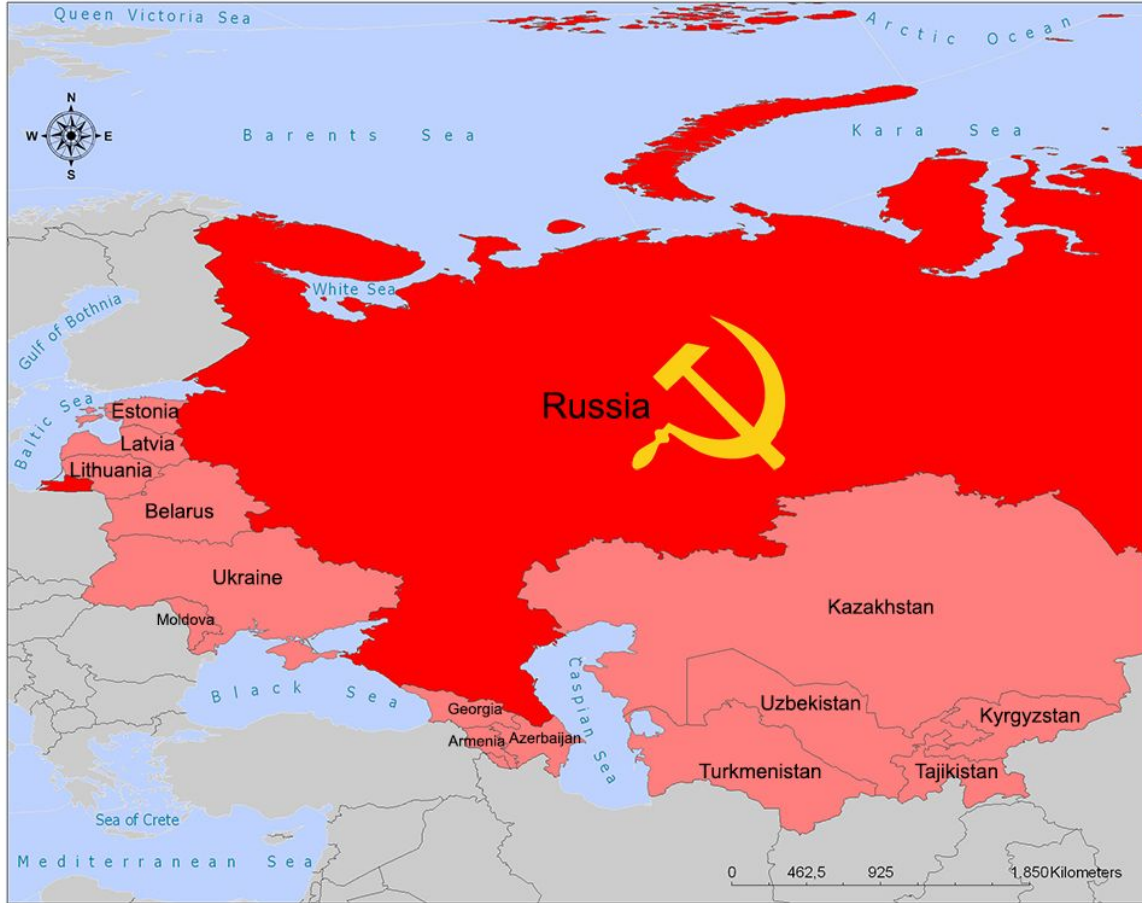 Queen Victoria Sea
Arctic Ocean
N
W
E
S
Barents Sea
Kara Sea
White Sea
Gulf of Bothnia
Baltic Sea
Russia
Estonia
Latvia
Lithuania
Belarus
Ukraine
Moldova
Kazakhstan
Black Sea
Caspian Sea
Georgia
Armenia
Azerbaijan
Uzbekistan
Kyrgyzstan
Turkmenistan
Tajikistan
Sea of Crete
Mediterranean Sea
0 462,5 925 1.850 Kilometers